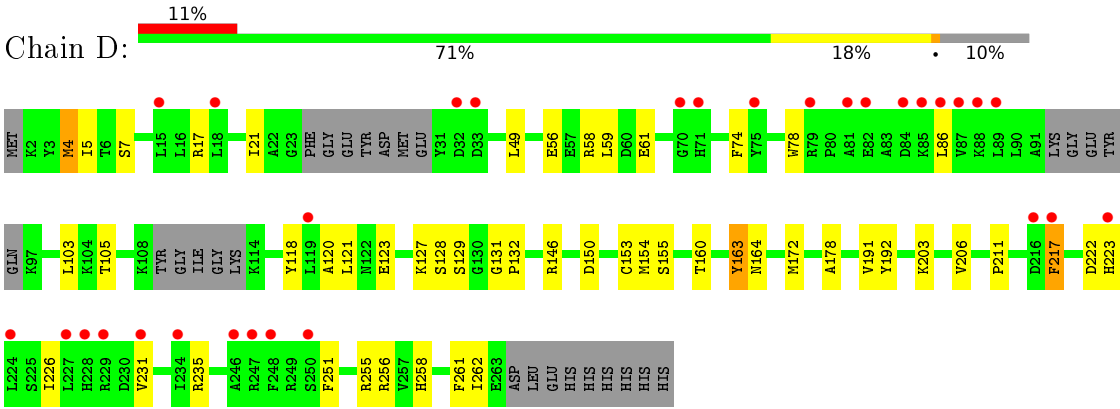 11%
Chain D:
71% 18% • 10%
MET K2 Y3 M4 I5 T6 S7 L15 L16 R17 L18 I21 A22 G23 PHE GLY GLU TYR ASP MET GLU Y31 D32 D33 L49 E56 E57 R58 L59 D60 E61 G70 H71 F74 Y75 W78 R79 P80 A81 E82 A83 D84 K85 L86 V87 K88 L89 L90 A91 LYS GLY GLU TYR
GLN K97 L103 K104 T105 K108 TYR GLY ILE GLY LYS K114 Y118 L119 A120 L121 N122 E123 K127 S128 S129 G130 G131 P132 R146 D150 C153 M154 S155 T160 Y163 N164 M172 A178 V191 Y192 K203 V206 P211 D216 F217 D222 H223
L224 S225 I226 L227 H228 R229 D230 V231 I234 R235 A246 R247 F248 R249 S250 F251 R255 R256 V257 H258 F261 I262 E263 ASP LEU GLU HIS HIS HIS HIS HIS HIS